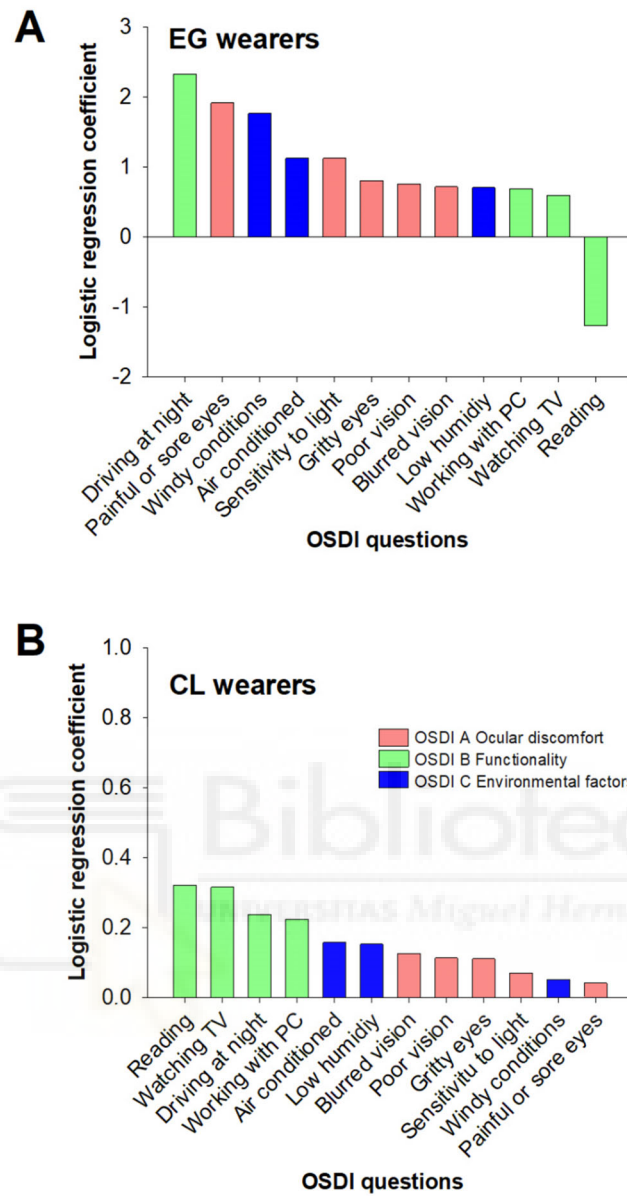 A
EG wearers
Logistic regression coefficient
3
2
1
0
-1
-2
Driving at night
Painful or sore eyes
Windy conditions
Air conditioned
Sensitivity to light
Gritty eyes
Poor vision
Blurred vision
Low humidiy
Working with PC
Watching TV
Reading
OSDI questions
B
CL wearers
Logistic regression coefficient
1.0
0.8
0.6
0.4
0.2
0.0
OSDI A Ocular discomfort
OSDI B Functionality
OSDI C Environmental factors
Bibliotec
UNIVERSITAS Miguel Hern
Reading
Watching TV
Driving at night
Working with PC
Air conditioned
Low humidiy
Blurred vision
Poor vision
Gritty eyes
Sensitivitu to light
Windy conditions
Painful or sore eyes
OSDI questions